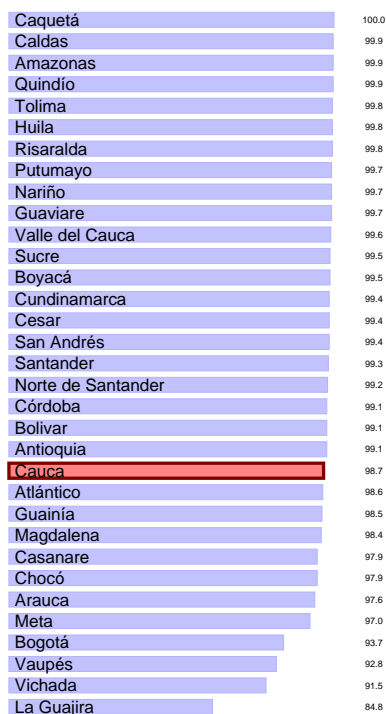 Caquetá 100.0
Caldas 99.9
Amazonas 99.9
Quindío 99.9
Tolima 99.8
Huila 99.8
Risaralda 99.8
Putumayo 99.7
Nariño 99.7
Guaviare 99.7
Valle del Cauca 99.6
Sucre 99.5
Boyacá 99.5
Cundinamarca 99.4
Cesar 99.4
San Andrés 99.4
Santander 99.3
Norte de Santander 99.2
Córdoba 99.1
Bolivar 99.1
Antioquia 99.1
Cauca 98.7
Atlántico 98.6
Guainía 98.5
Magdalena 98.4
Casanare 97.9
Chocó 97.9
Arauca 97.6
Meta 97.0
Bogotá 93.7
Vaupés 92.8
Vichada 91.5
La Guajira 84.8